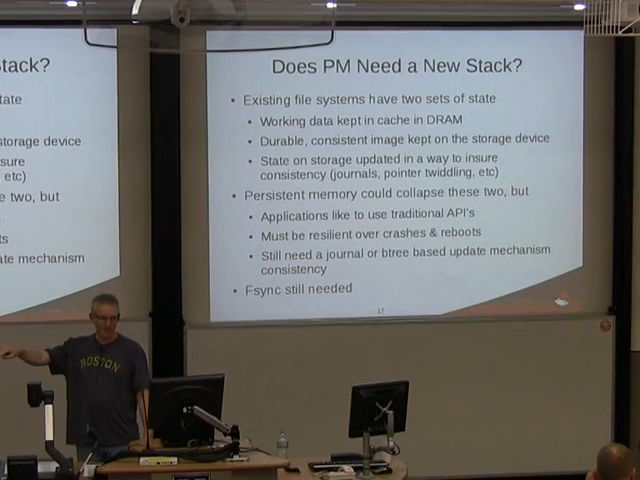 Stack?
state
storage device
sure
etc)
e two, but
ts
ate mechanism
Does PM Need a New Stack?
Existing file systems have two sets of state
Working data kept in cache in DRAM
Durable, consistent image kept on the storage device
State on storage updated in a way to insure
consistency (journals, pointer twiddling, etc)
Persistent memory could collapse these two, but
Applications like to use traditional API's
Must be resilient over crashes & reboots
Still need a journal or btree based update mechanism
consistency
Fsync still needed
17
BOSTON